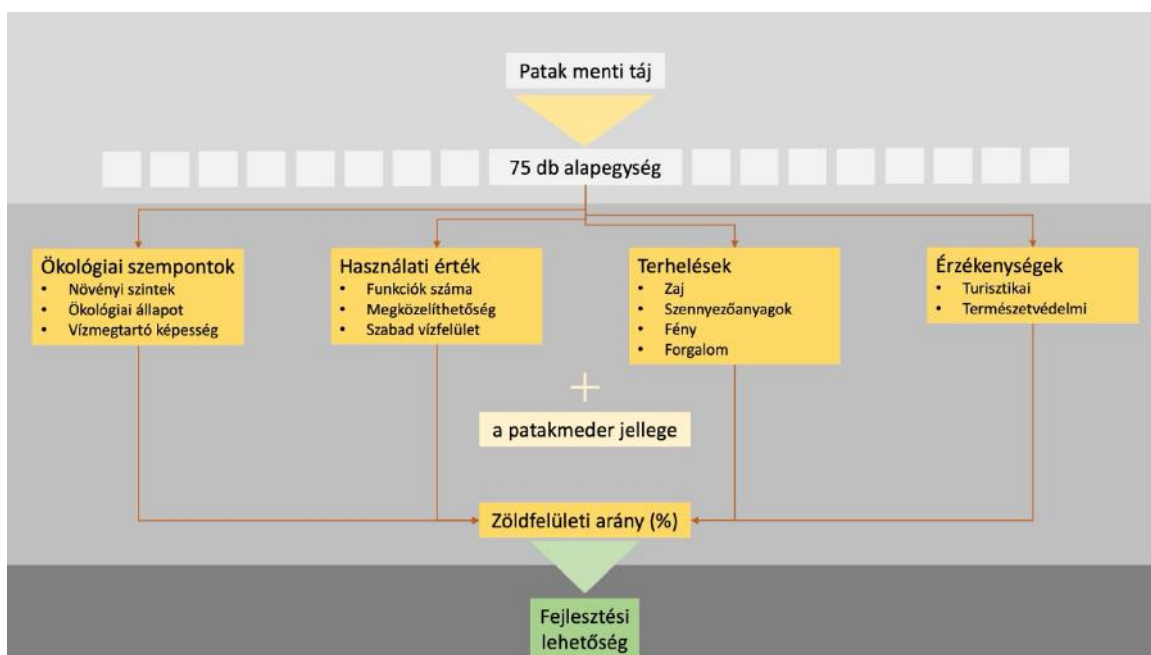 Patak menti táj
75 db alapegység
Ökológiai szempontok
• Növényi szintek
• Ökológiai állapot
• Vízmegtartó képesség
Használati érték
• Funkciók száma
• Megközelíthetőség
• Szabad vízfelület
Terhelések
• Zaj
• Szennyezőanyagok
• Fény
• Forgalom
Érzékenységek
• Turisztikai
• Természetvédelmi
+
a patakmeder jellege
Zöldfelületi arány (%)
Fejlesztési
lehetőség